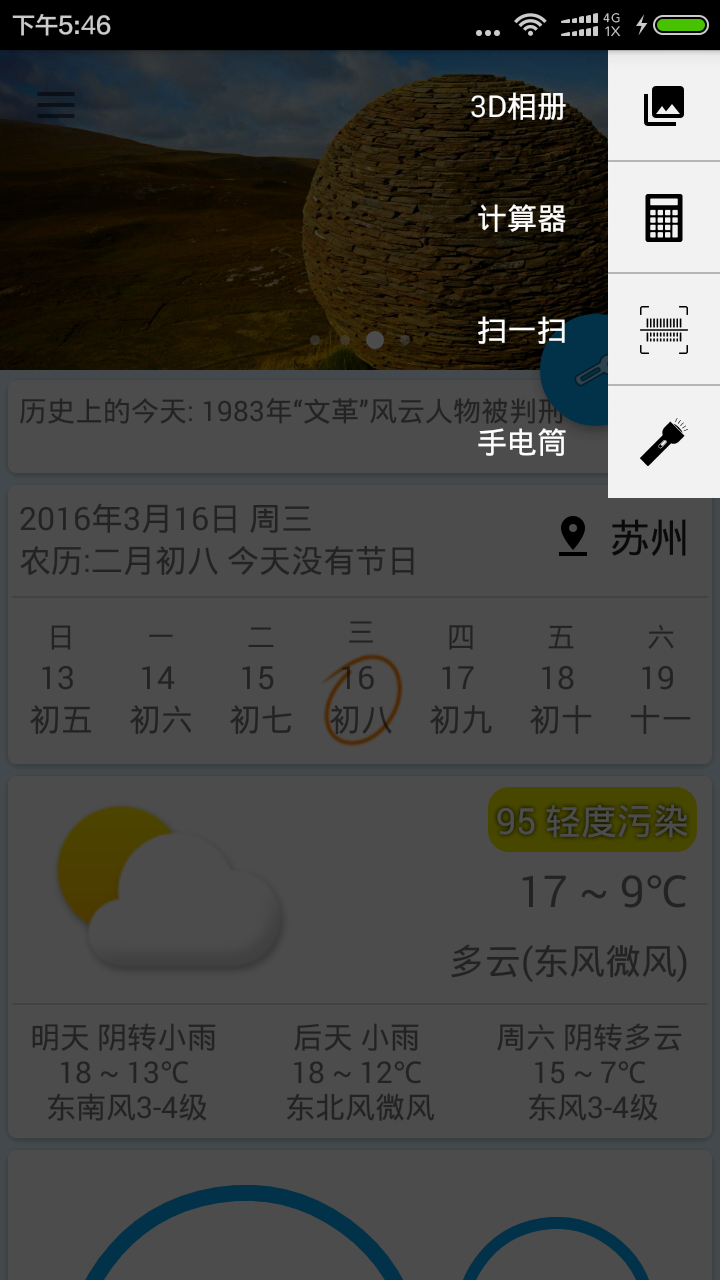 下午5:46
4G
1X
3D相册
计算器
扫一扫
历史上的今天: 1983年“文革”风云人物被判刑
手电筒
2016年3月16日 周三
农历:二月初八 今天没有节日
苏州
日 一 二 三 四 五 六
13 14 15 16 17 18 19
初五 初六 初七 初八 初九 初十 十一
95 轻度污染
17 ~ 9℃
多云(东风微风)
明天 阴转小雨
18 ~ 13℃
东南风3-4级
后天 小雨
18 ~ 12℃
东北风微风
周六 阴转多云
15 ~ 7℃
东风3-4级